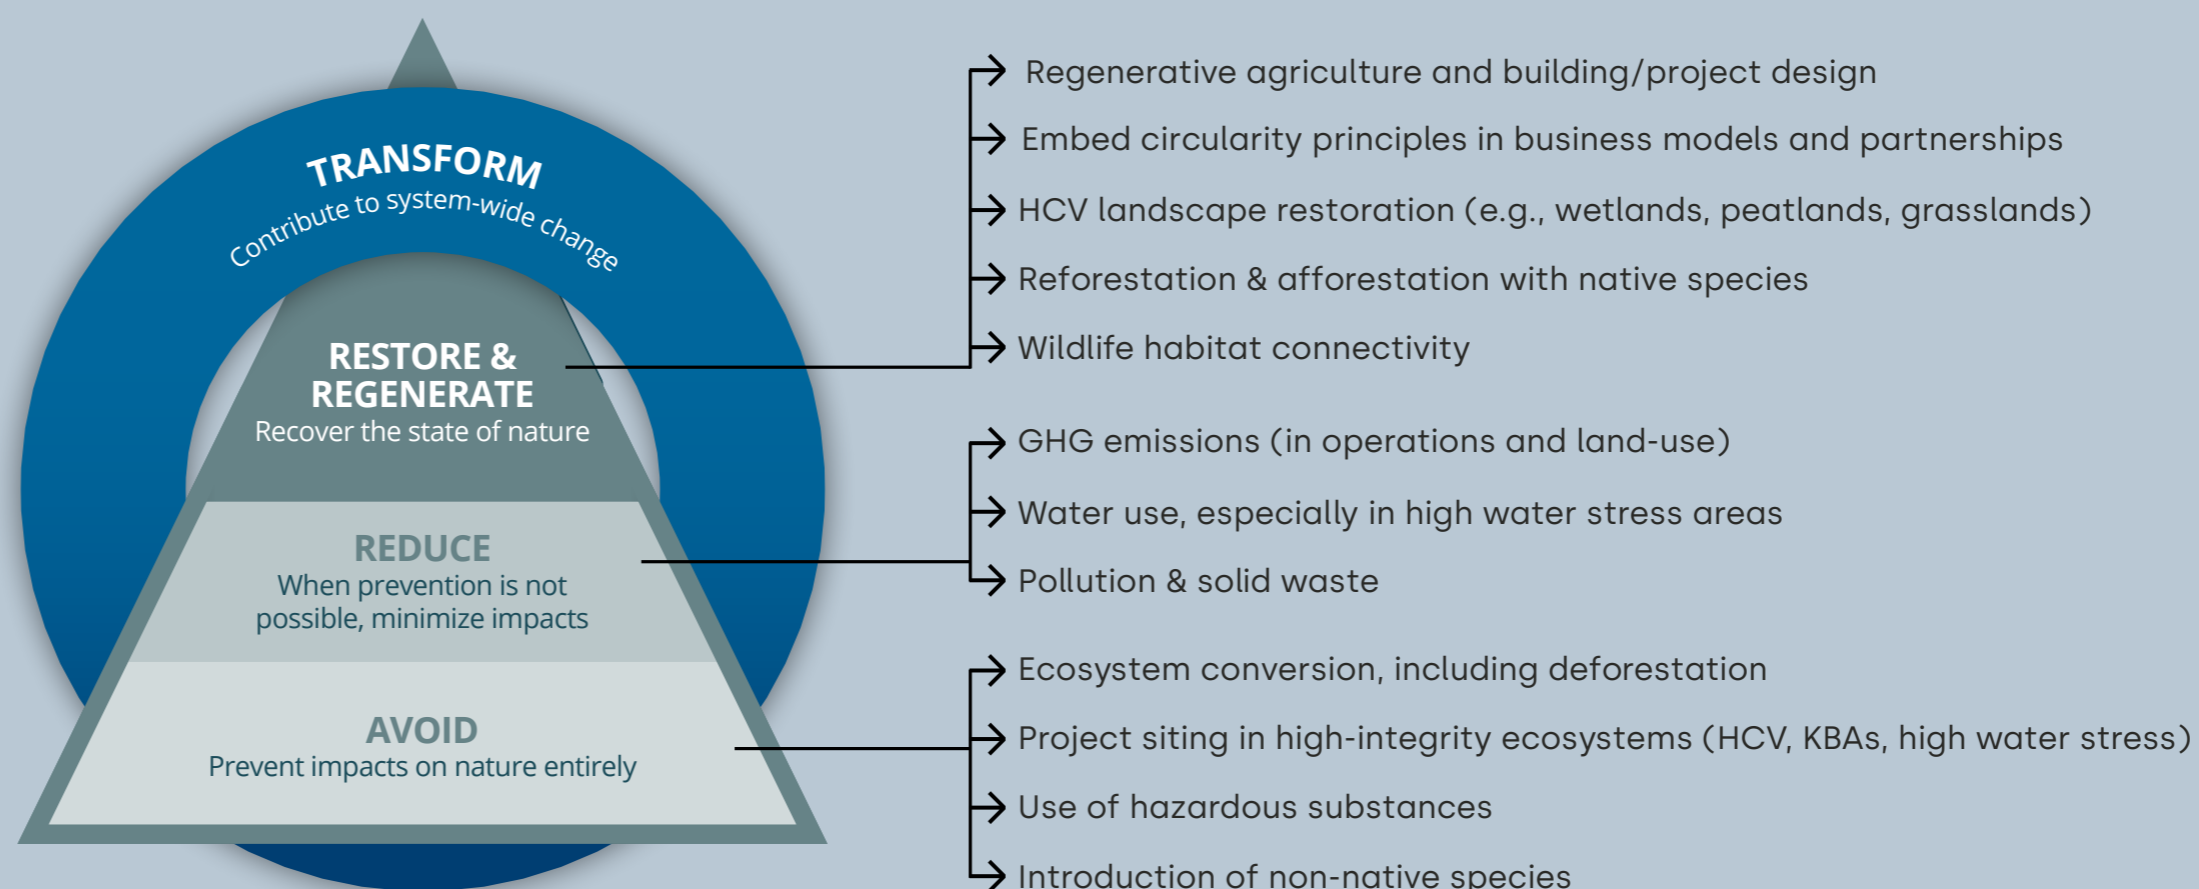 TRANSFORM
Contribute to system-wide change
RESTORE &
REGENERATE
Recover the state of nature
REDUCE
When prevention is not
possible, minimize impacts
AVOID
Prevent impacts on nature entirely
Regenerative agriculture and building/project design
Embed circularity principles in business models and partnerships
HCV landscape restoration (e.g., wetlands, peatlands, grasslands)
Reforestation & afforestation with native species
Wildlife habitat connectivity
GHG emissions (in operations and land-use)
Water use, especially in high water stress areas
Pollution & solid waste
Ecosystem conversion, including deforestation
Project siting in high-integrity ecosystems (HCV, KBAs, high water stress)
Use of hazardous substances
Introduction of non-native species